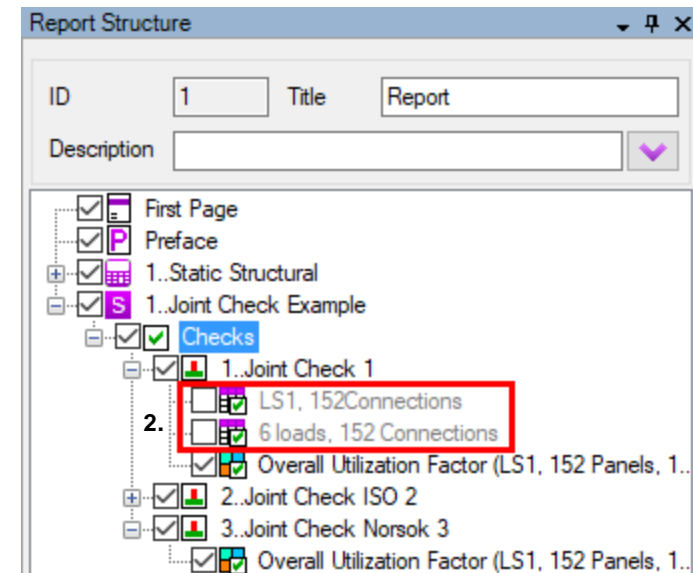 Report Structure
ID 1 Title Report
Description
First Page
P Preface
1..Static Structural
S 1..Joint Check Example
Checks
1..Joint Check 1
LS1, 152Connections
2.
6 loads, 152 Connections
Overall Utilization Factor (LS1, 152 Panels, 1..
2..Joint Check ISO 2
3..Joint Check Norsok 3
Overall Utilization Factor (LS1, 152 Panels, 1..